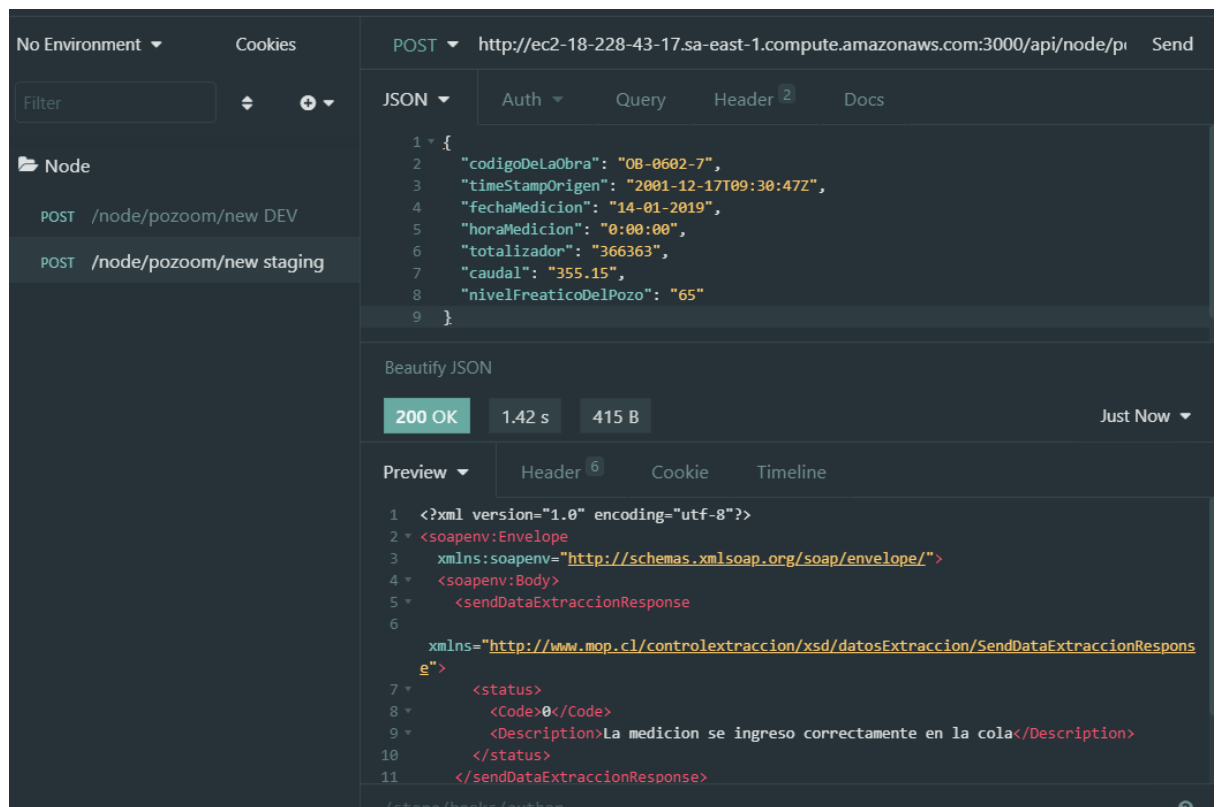 No Environment Cookies
POST http://ec2-18-228-43-17.sa-east-1.compute.amazonaws.com:3000/api/node/p Send
Filter
JSON Auth Query Header 2 Docs
Node
POST /node/pozoom/new DEV
POST /node/pozoom/new staging
1 {
2 "codigoDeLaObra": "OB-0602-7",
3 "timeStampOrigen": "2001-12-17T09:30:47Z",
4 "fechaMedicion": "14-01-2019",
5 "horaMedicion": "0:00:00",
6 "totalizador": "366363",
7 "caudal": "355.15",
8 "nivelFreaticoDelPozo": "65"
9 }
Beautify JSON
200 OK 1.42 s 415 B Just Now
Preview Header 6 Cookie Timeline
1 <?xml version="1.0" encoding="utf-8"?>
2 <soapenv:Envelope
3 xmlns:soapenv="http://schemas.xmlsoap.org/soap/envelope/">
4 <soapenv:Body>
5 <sendDataExtraccionResponse
6
xmlns="http://www.mop.cl/controlextraccion/xsd/datosExtraccion/SendDataExtraccionRespons
e">
7 <status>
8 <Code>0</Code>
9 <Description>La medicion se ingreso correctamente en la cola</Description>
10 </status>
11 </sendDataExtraccionResponse>